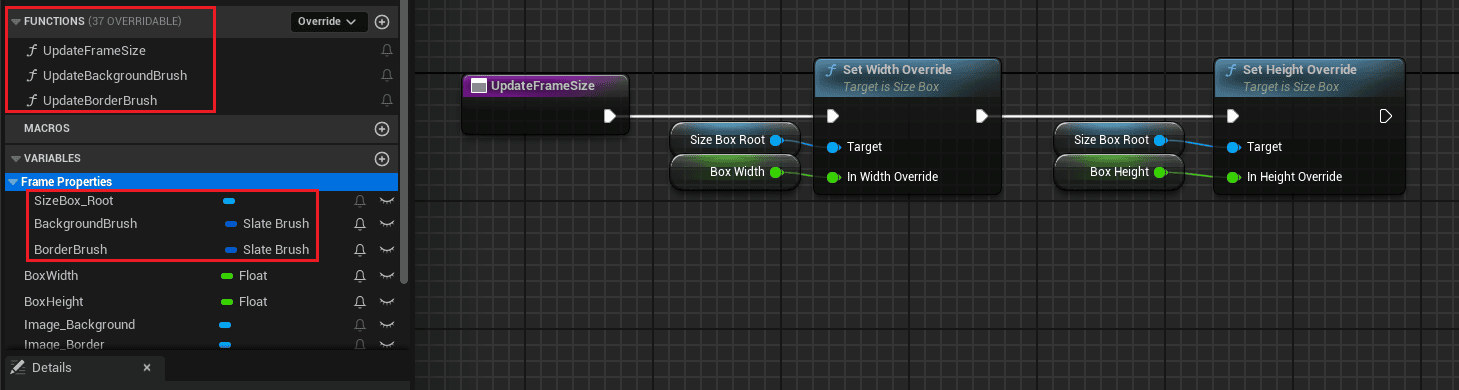 FUNCTIONS (37 OVERRIDABLE)
Override
UpdateFrameSize
UpdateBackgroundBrush
UpdateBorderBrush
MACROS
VARIABLES
Frame Properties
SizeBox_Root
BackgroundBrush Slate Brush
BorderBrush Slate Brush
BoxWidth Float
BoxHeight Float
Image_Background
Image_Border
Details
UpdateFrameSize
Set Width Override
Target is Size Box
Size Box Root
Target
Box Width
In Width Override
Set Height Override
Target is Size Box
Size Box Root
Target
Box Height
In Height Override